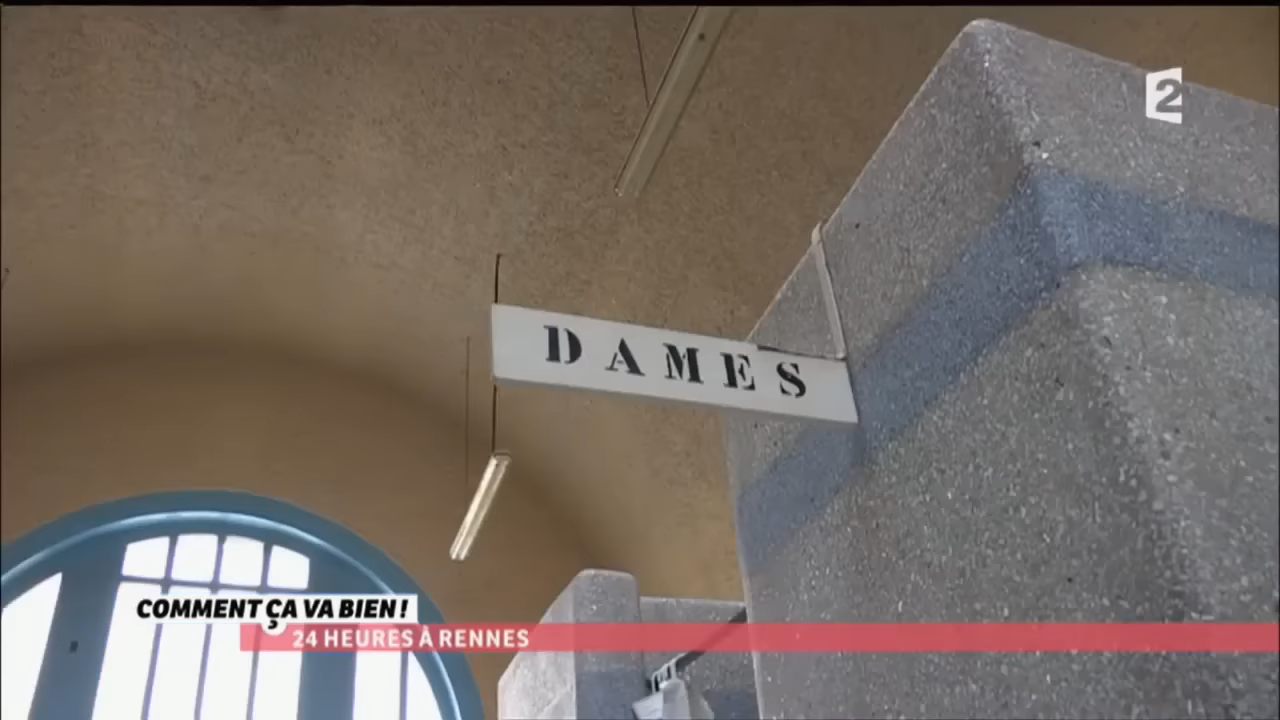 2
DAMES
COMMENT ÇA VA BIEN !
24 HEURES À RENNES